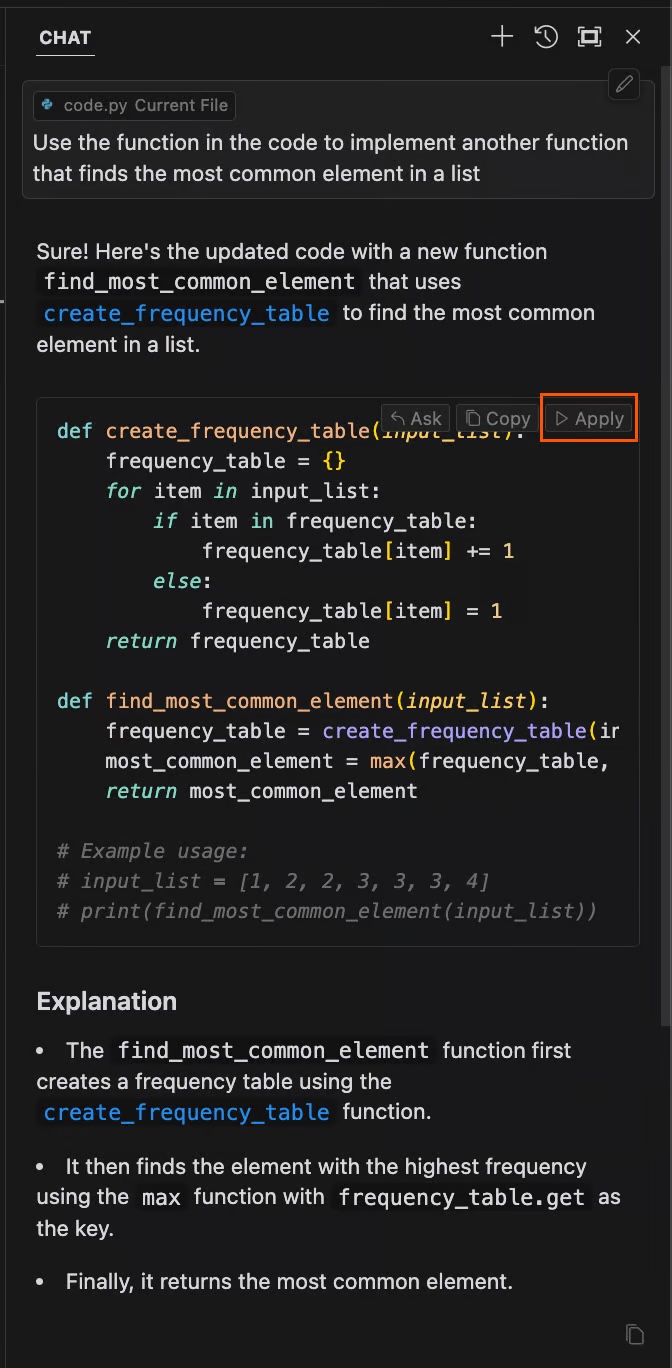 CHAT
code.py Current File
Use the function in the code to implement another function
that finds the most common element in a list
Sure! Here's the updated code with a new function
find_most_common_element that uses
create_frequency_table to find the most common
element in a list.
Ask Copy Apply
def create_frequency_table(input_list):
    frequency_table = {}
    for item in input_list:
        if item in frequency_table:
            frequency_table[item] += 1
        else:
            frequency_table[item] = 1
    return frequency_table
def find_most_common_element(input_list):
    frequency_table = create_frequency_table(in
    most_common_element = max(frequency_table,
    return most_common_element
# Example usage:
# input_list = [1, 2, 2, 3, 3, 3, 4]
# print(find_most_common_element(input_list))
Explanation
• The find_most_common_element function first
creates a frequency table using the
create_frequency_table function.
• It then finds the element with the highest frequency
using the max function with frequency_table.get as
the key.
• Finally, it returns the most common element.